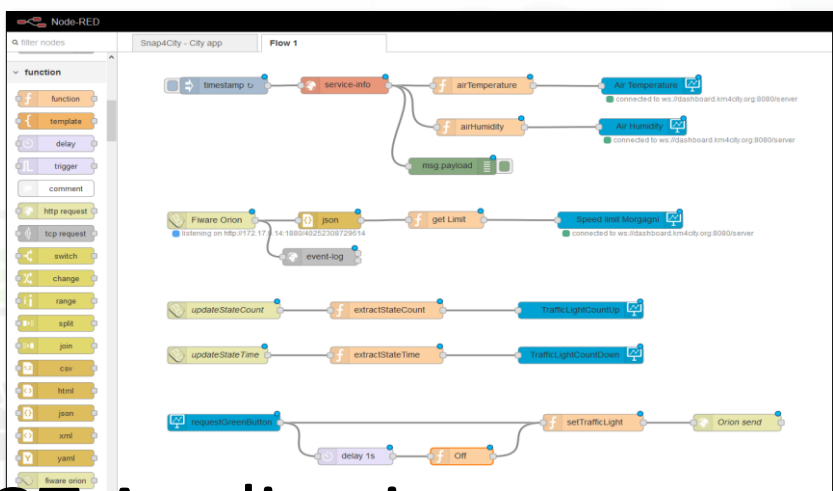 Node-RED
filter nodes
Snap4City - City app
Flow 1
function
function
template
delay
trigger
comment
http request
tcp request
switch
change
range
split
join
csv
html
json
xml
yaml
fiware orion
timestamp ↻
service-info
airTemperature
Air Temperature
connected to ws://dashboard.km4city.org:8080/server
airHumidity
Air Humidity
connected to ws://dashboard.km4city.org:8080/server
msg.payload
Fiware Orion
json
get Limit
Speed limit Morgagni
listening on
connected to ws://dashboard.km4city.org:8080/server
event-log
updateStateCount
extractStateCount
TrafficLightCountUp
updateStateTime
extractStateTime
TrafficLightCountDown
requestGreenButton
setTrafficLight
Orion send
delay 1s
Off